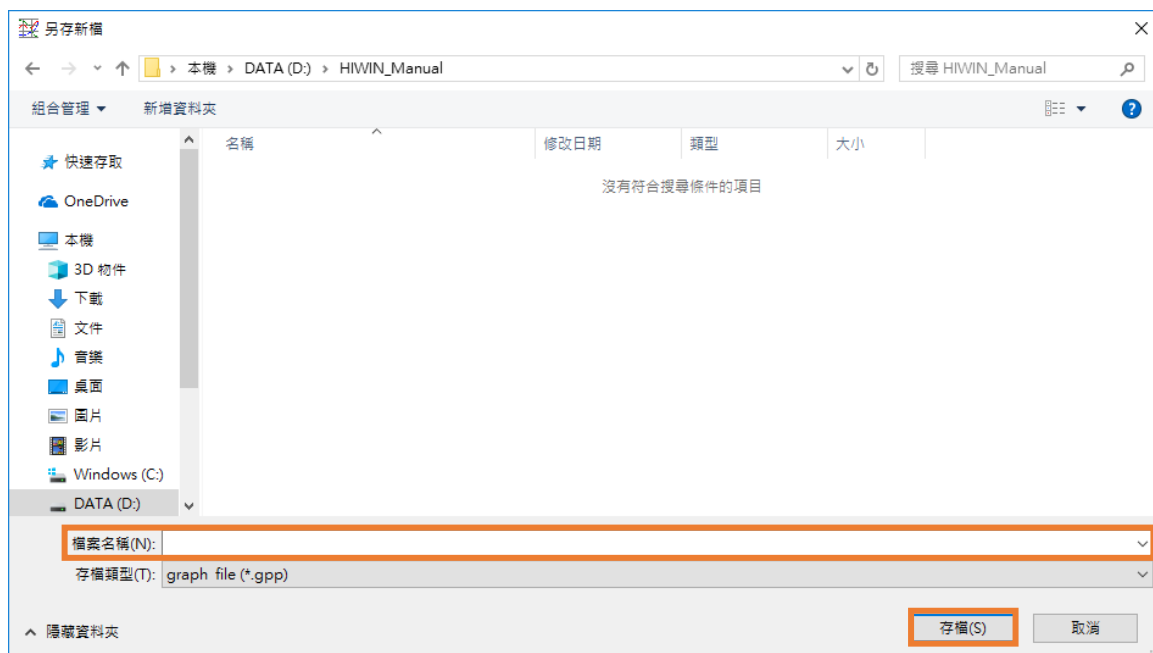 另存新檔
本機 › DATA (D:) › HIWIN_Manual
搜尋 HIWIN_Manual
組合管理 新增資料夾
名稱 修改日期 類型 大小
沒有符合搜尋條件的項目
快速存取
OneDrive
本機
3D 物件
下載
文件
音樂
桌面
圖片
影片
Windows (C:)
DATA (D:)
檔案名稱(N):
存檔類型(T): graph file (*.gpp)
隱藏資料夾
存檔(S) 取消